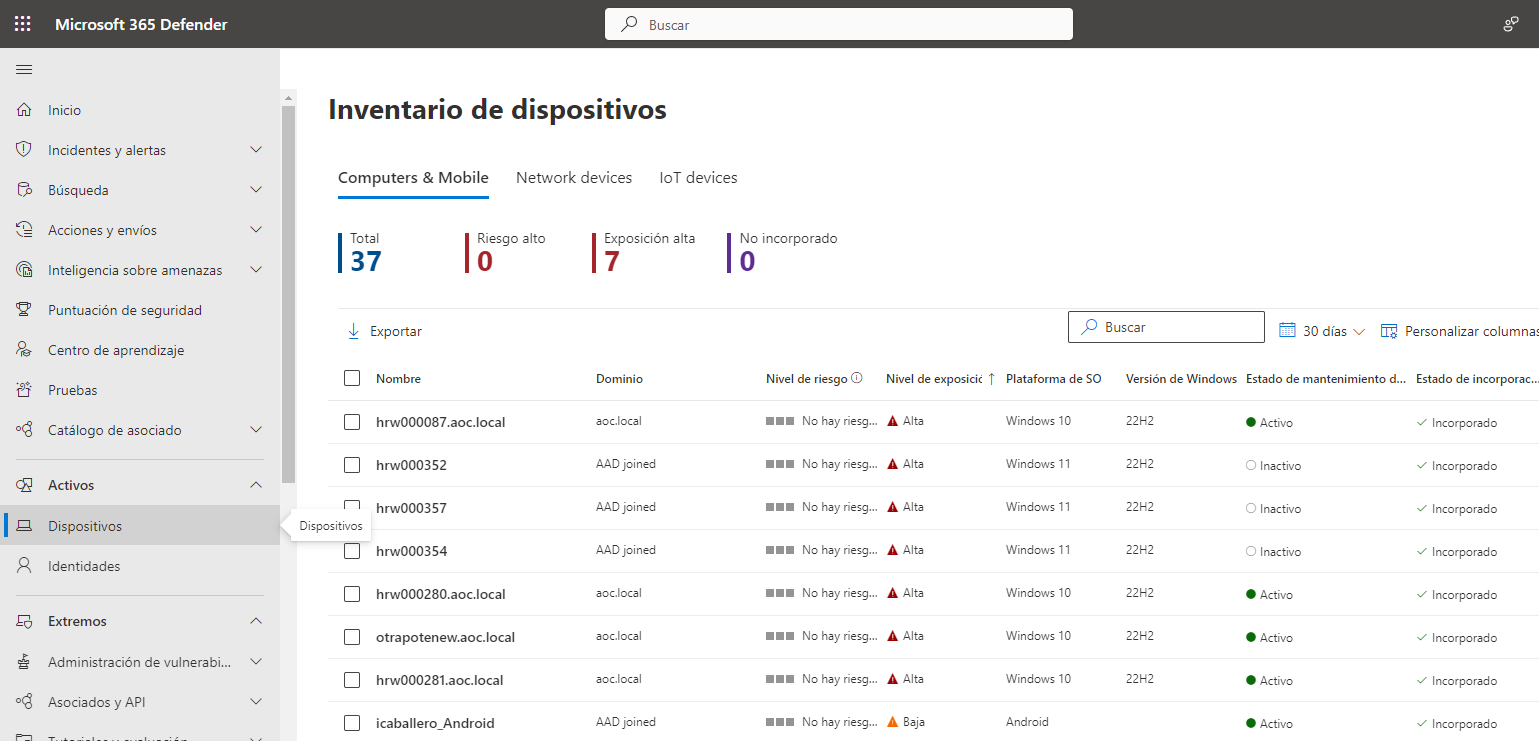 Microsoft 365 Defender
Buscar
Inicio
Incidentes y alertas
Búsqueda
Acciones y envíos
Inteligencia sobre amenazas
Puntuación de seguridad
Centro de aprendizaje
Pruebas
Catálogo de asociado
Activos
Dispositivos
Identidades
Extremos
Administración de vulnerabi...
Asociados y API
Tutoriales y evaluación
Dispositivos
Inventario de dispositivos
Computers & Mobile Network devices IoT devices
Total Riesgo alto Exposición alta No incorporado
37 0 7 0
Exportar Buscar 30 días Personalizar columnas
Nombre Dominio Nivel de riesgo Nivel de exposició Plataforma de SO Versión de Windows Estado de mantenimiento d... Estado de incorporac...
hrw000087.aoc.local aoc.local No hay riesg... Alta Windows 10 22H2 Activo Incorporado
hrw000352 AAD joined No hay riesg... Alta Windows 11 22H2 Inactivo Incorporado
hrw000357 AAD joined No hay riesg... Alta Windows 11 22H2 Inactivo Incorporado
hrw000354 AAD joined No hay riesg... Alta Windows 11 22H2 Inactivo Incorporado
hrw000280.aoc.local aoc.local No hay riesg... Alta Windows 10 22H2 Activo Incorporado
otrapotenew.aoc.local aoc.local No hay riesg... Alta Windows 10 22H2 Activo Incorporado
hrw000281.aoc.local aoc.local No hay riesg... Alta Windows 10 22H2 Activo Incorporado
icaballero_Android AAD joined No hay riesg... Baja Android Activo Incorporado